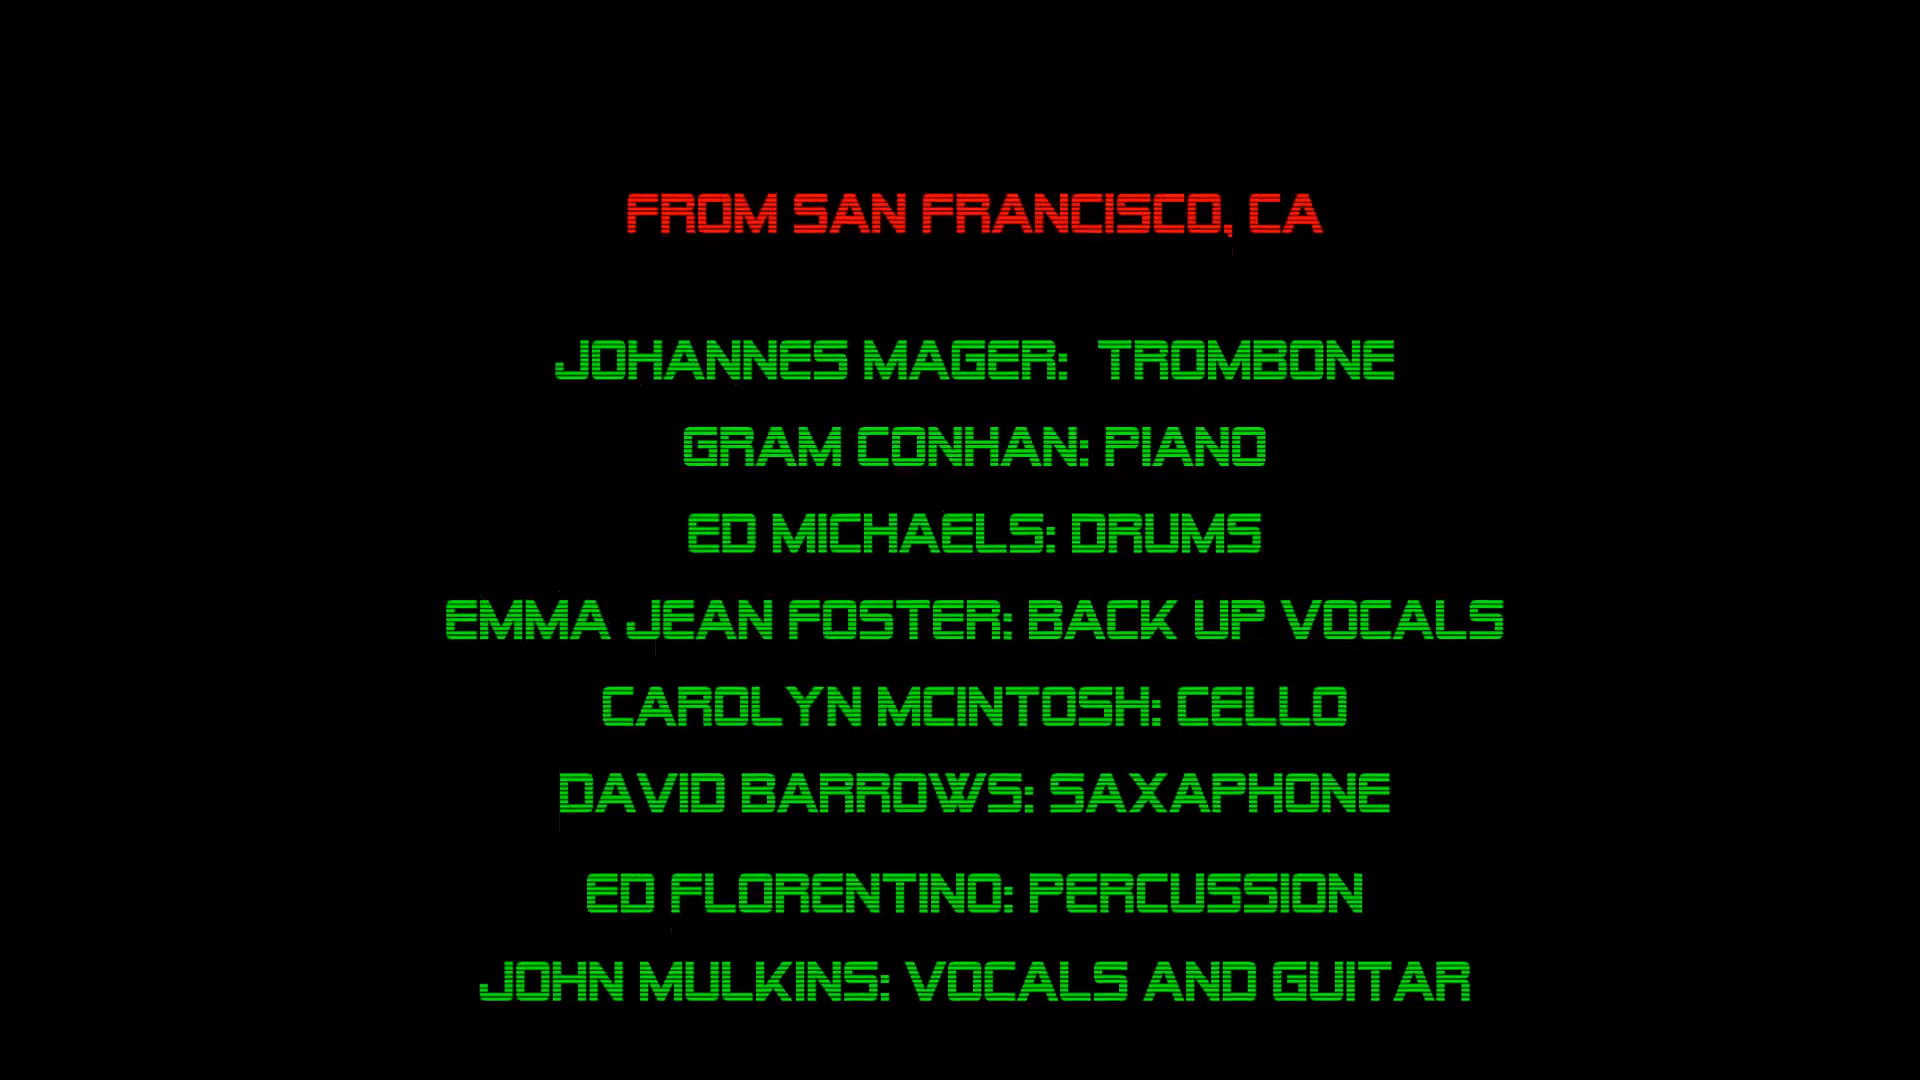 FROM SAN FRANCISCO, CA
JOHANNES MAGER:  TROMBONE
GRAM CONHAN: PIANO
ED MICHAELS: DRUMS
EMMA JEAN FOSTER: BACK UP VOCALS
CAROLYN MCINTOSH: CELLO
DAVID BARROWS: SAXAPHONE
ED FLORENTINO: PERCUSSION
JOHN MULKINS: VOCALS AND GUITAR